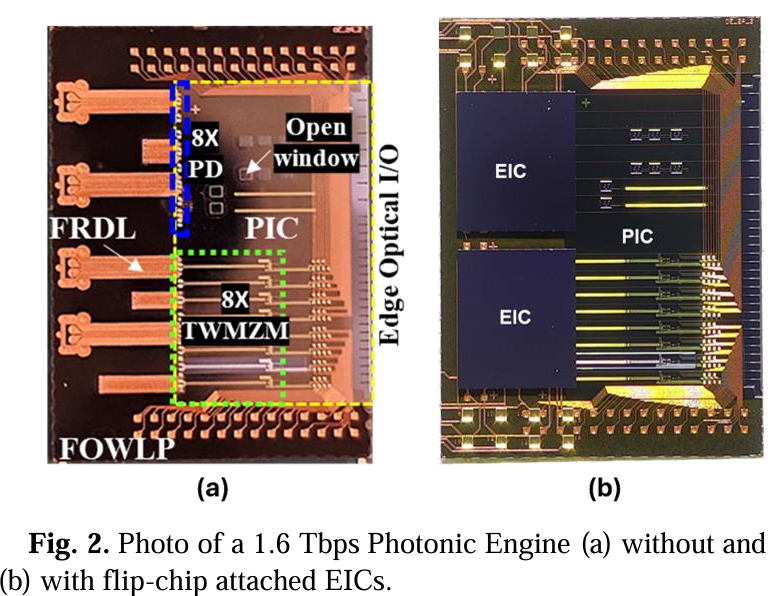 8X
PD
Open
window
FRDL
PIC
8X
TWMZM
Edge Optical I/O
FOWLP
(a)
EIC
PIC
EIC
(b)
Fig. 2. Photo of a 1.6 Tbps Photonic Engine (a) without and
(b) with flip-chip attached EICs.